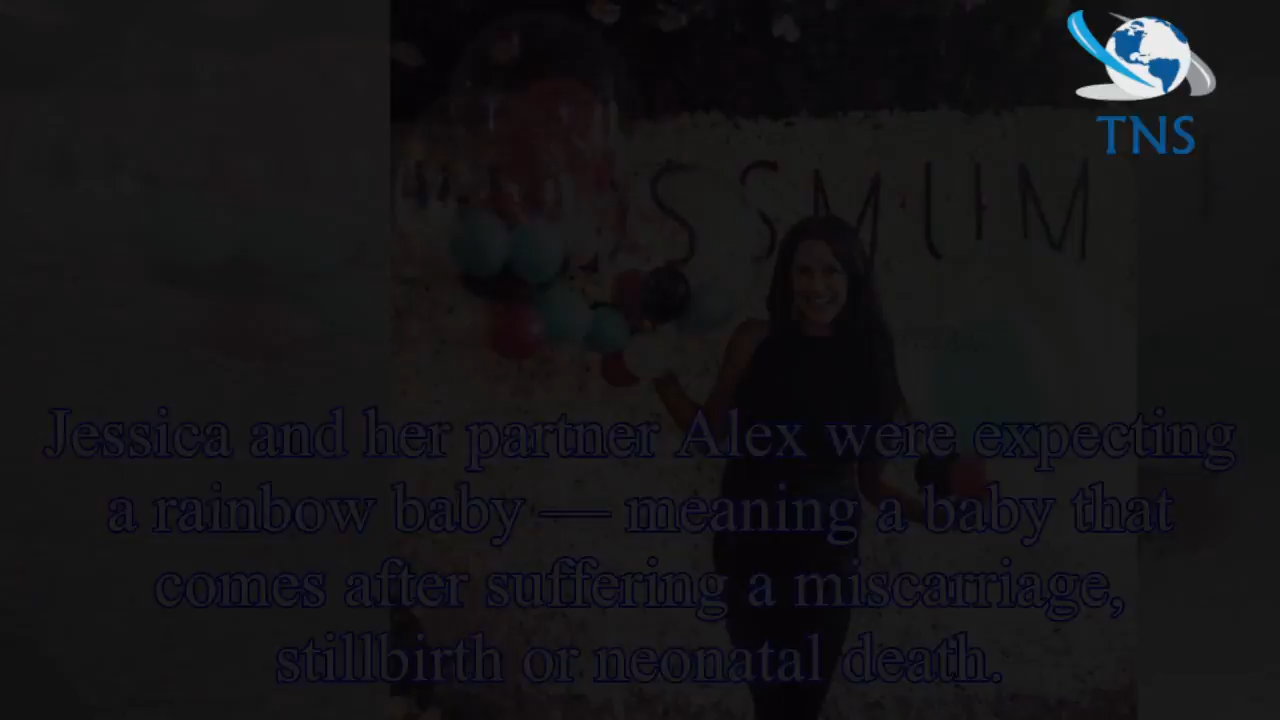 TNS
SSMUM
Jessica and her partner Alex were expecting
a rainbow baby — meaning a baby that
comes after suffering a miscarriage,
stillbirth or neonatal death.